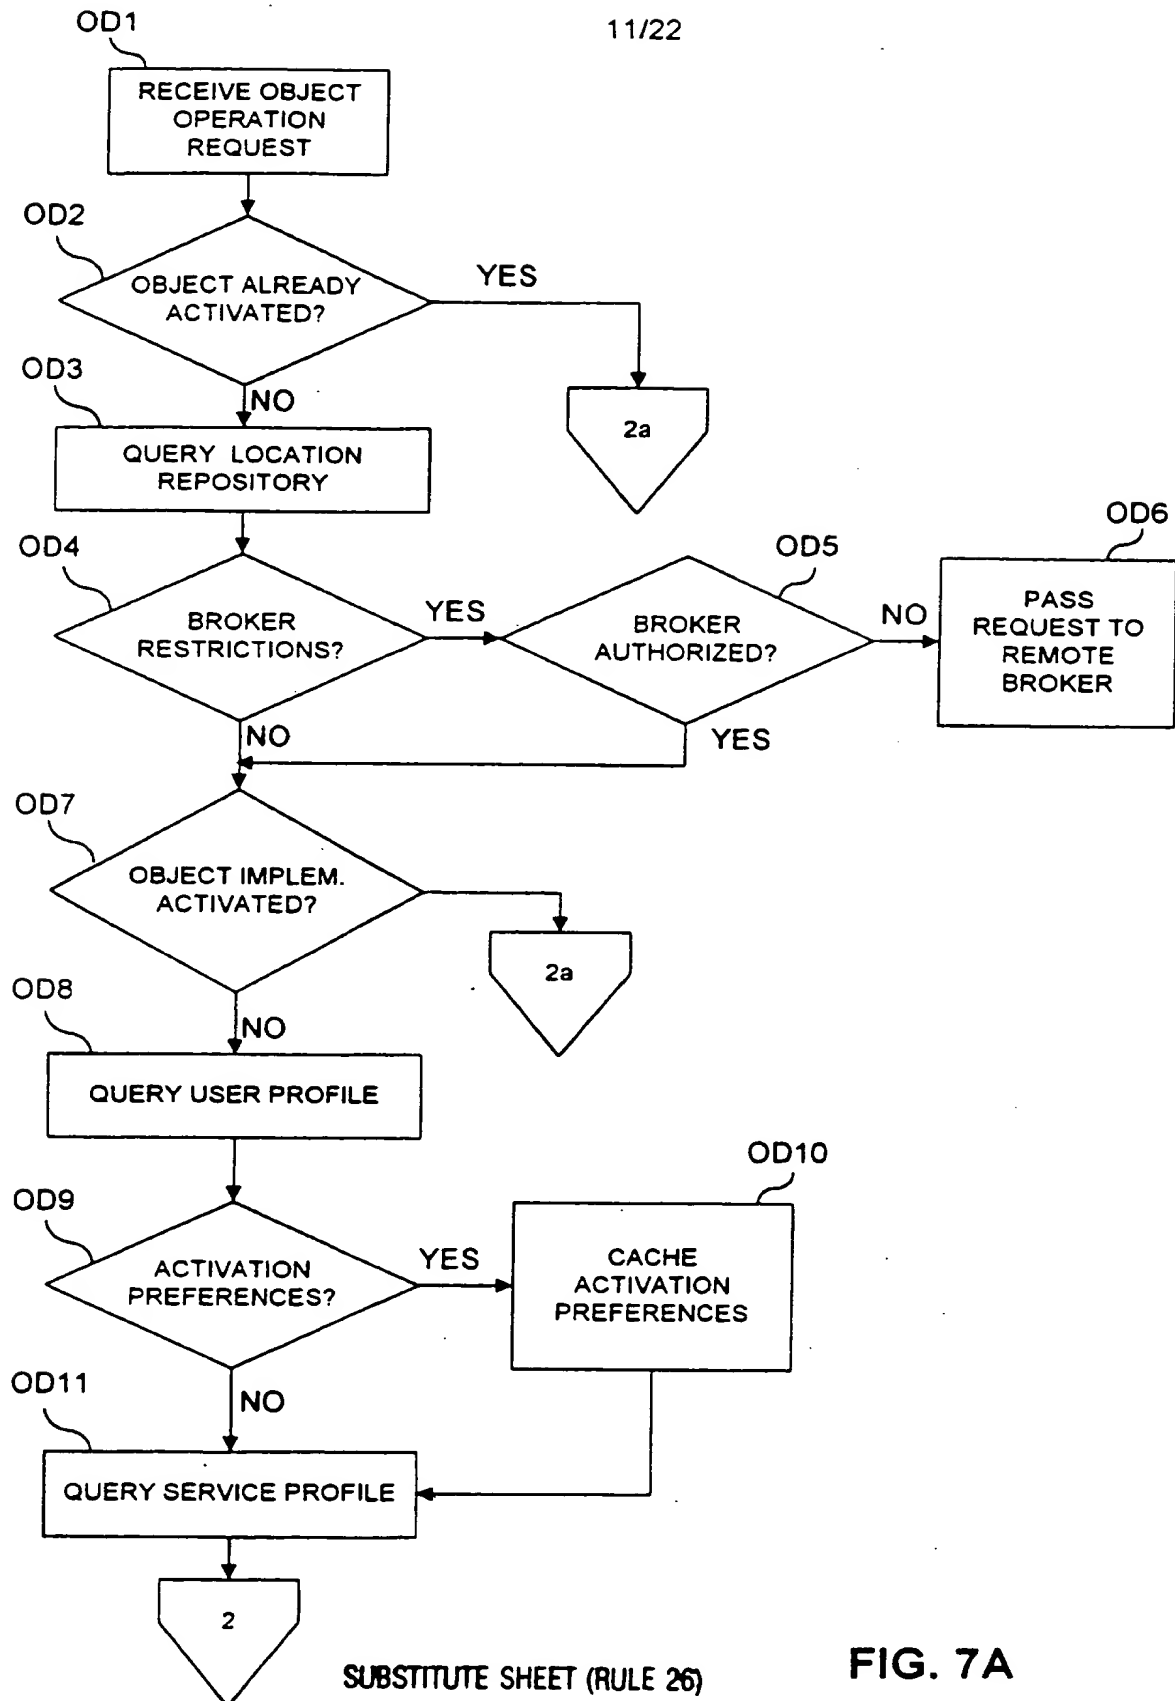 OD1
11/22
RECEIVE OBJECT
OPERATION
REQUEST
OD2
OBJECT ALREADY
ACTIVATED?
YES
NO
2a
OD3
QUERY LOCATION
REPOSITORY
OD4
BROKER
RESTRICTIONS?
YES
NO
OD5
BROKER
AUTHORIZED?
NO
YES
OD6
PASS
REQUEST TO
REMOTE
BROKER
OD7
OBJECT IMPLEM.
ACTIVATED?
2a
NO
OD8
QUERY USER PROFILE
OD9
ACTIVATION
PREFERENCES?
YES
NO
OD10
CACHE
ACTIVATION
PREFERENCES
OD11
QUERY SERVICE PROFILE
2
SUBSTITUTE SHEET (RULE 26)
FIG. 7A